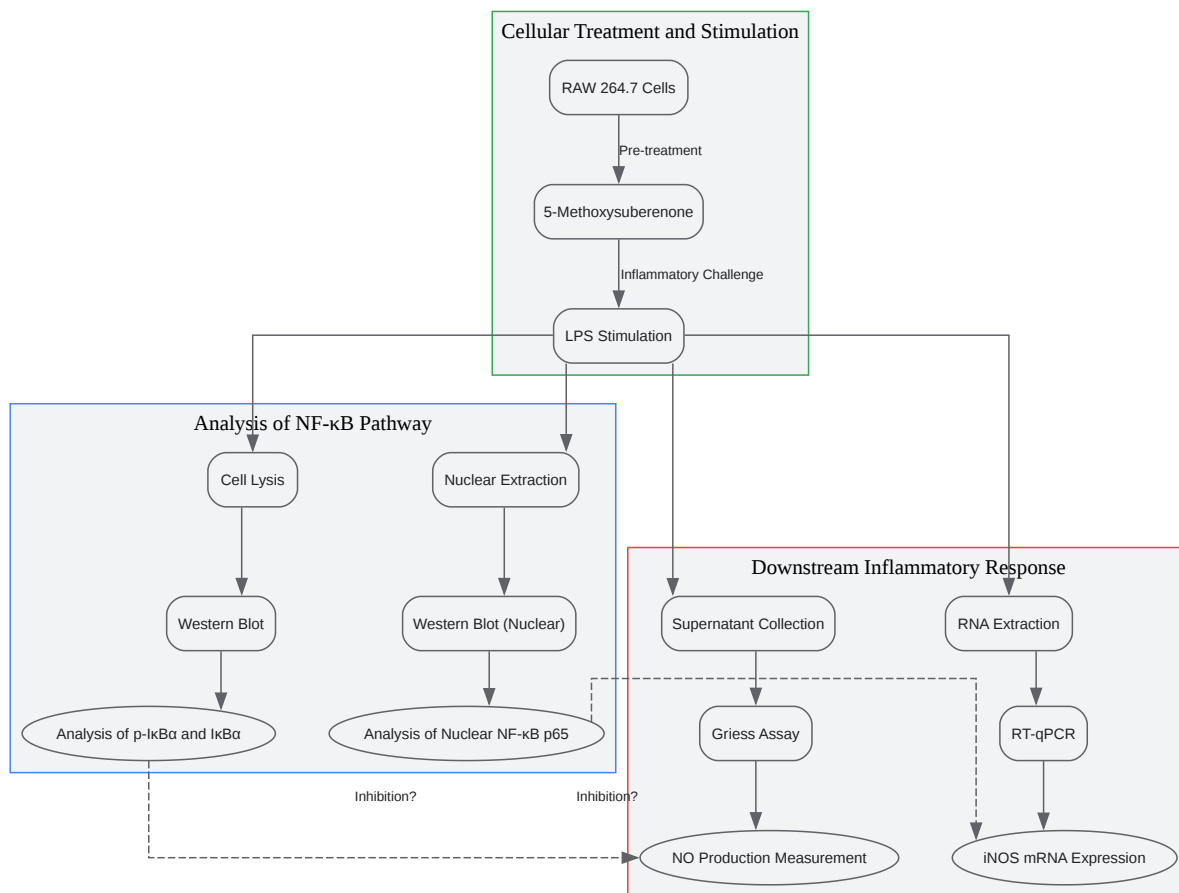 Cellular Treatment and Stimulation
RAW 264.7 Cells
Pre-treatment
5-Methoxysuberenone
Inflammatory Challenge
LPS Stimulation
Analysis of NF-κB Pathway
Cell Lysis
Nuclear Extraction
Western Blot
Western Blot (Nuclear)
Analysis of p-IκBα and IκBα
Analysis of Nuclear NF-κB p65
Downstream Inflammatory Response
Supernatant Collection
RNA Extraction
Griess Assay
RT-qPCR
Inhibition?
Inhibition?
NO Production Measurement
iNOS mRNA Expression